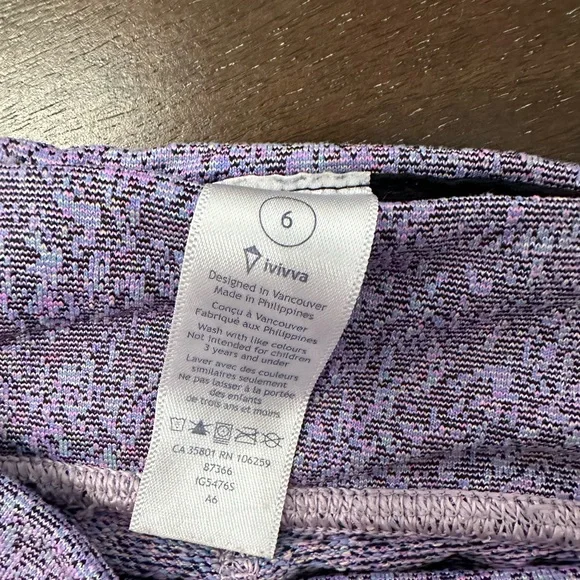 6
ivivva
Designed in Vancouver
Made in Philippines
Conçu à Vancouver
Fabriqué aux Philippines
Wash with like colours
Not intended for children
3 years and under
Laver avec des couleurs
similaires seulement
Ne pas laisser à la portée
des enfants
de trois ans et moins
CA 35801 RN 106259
87366
IG5476S
A6